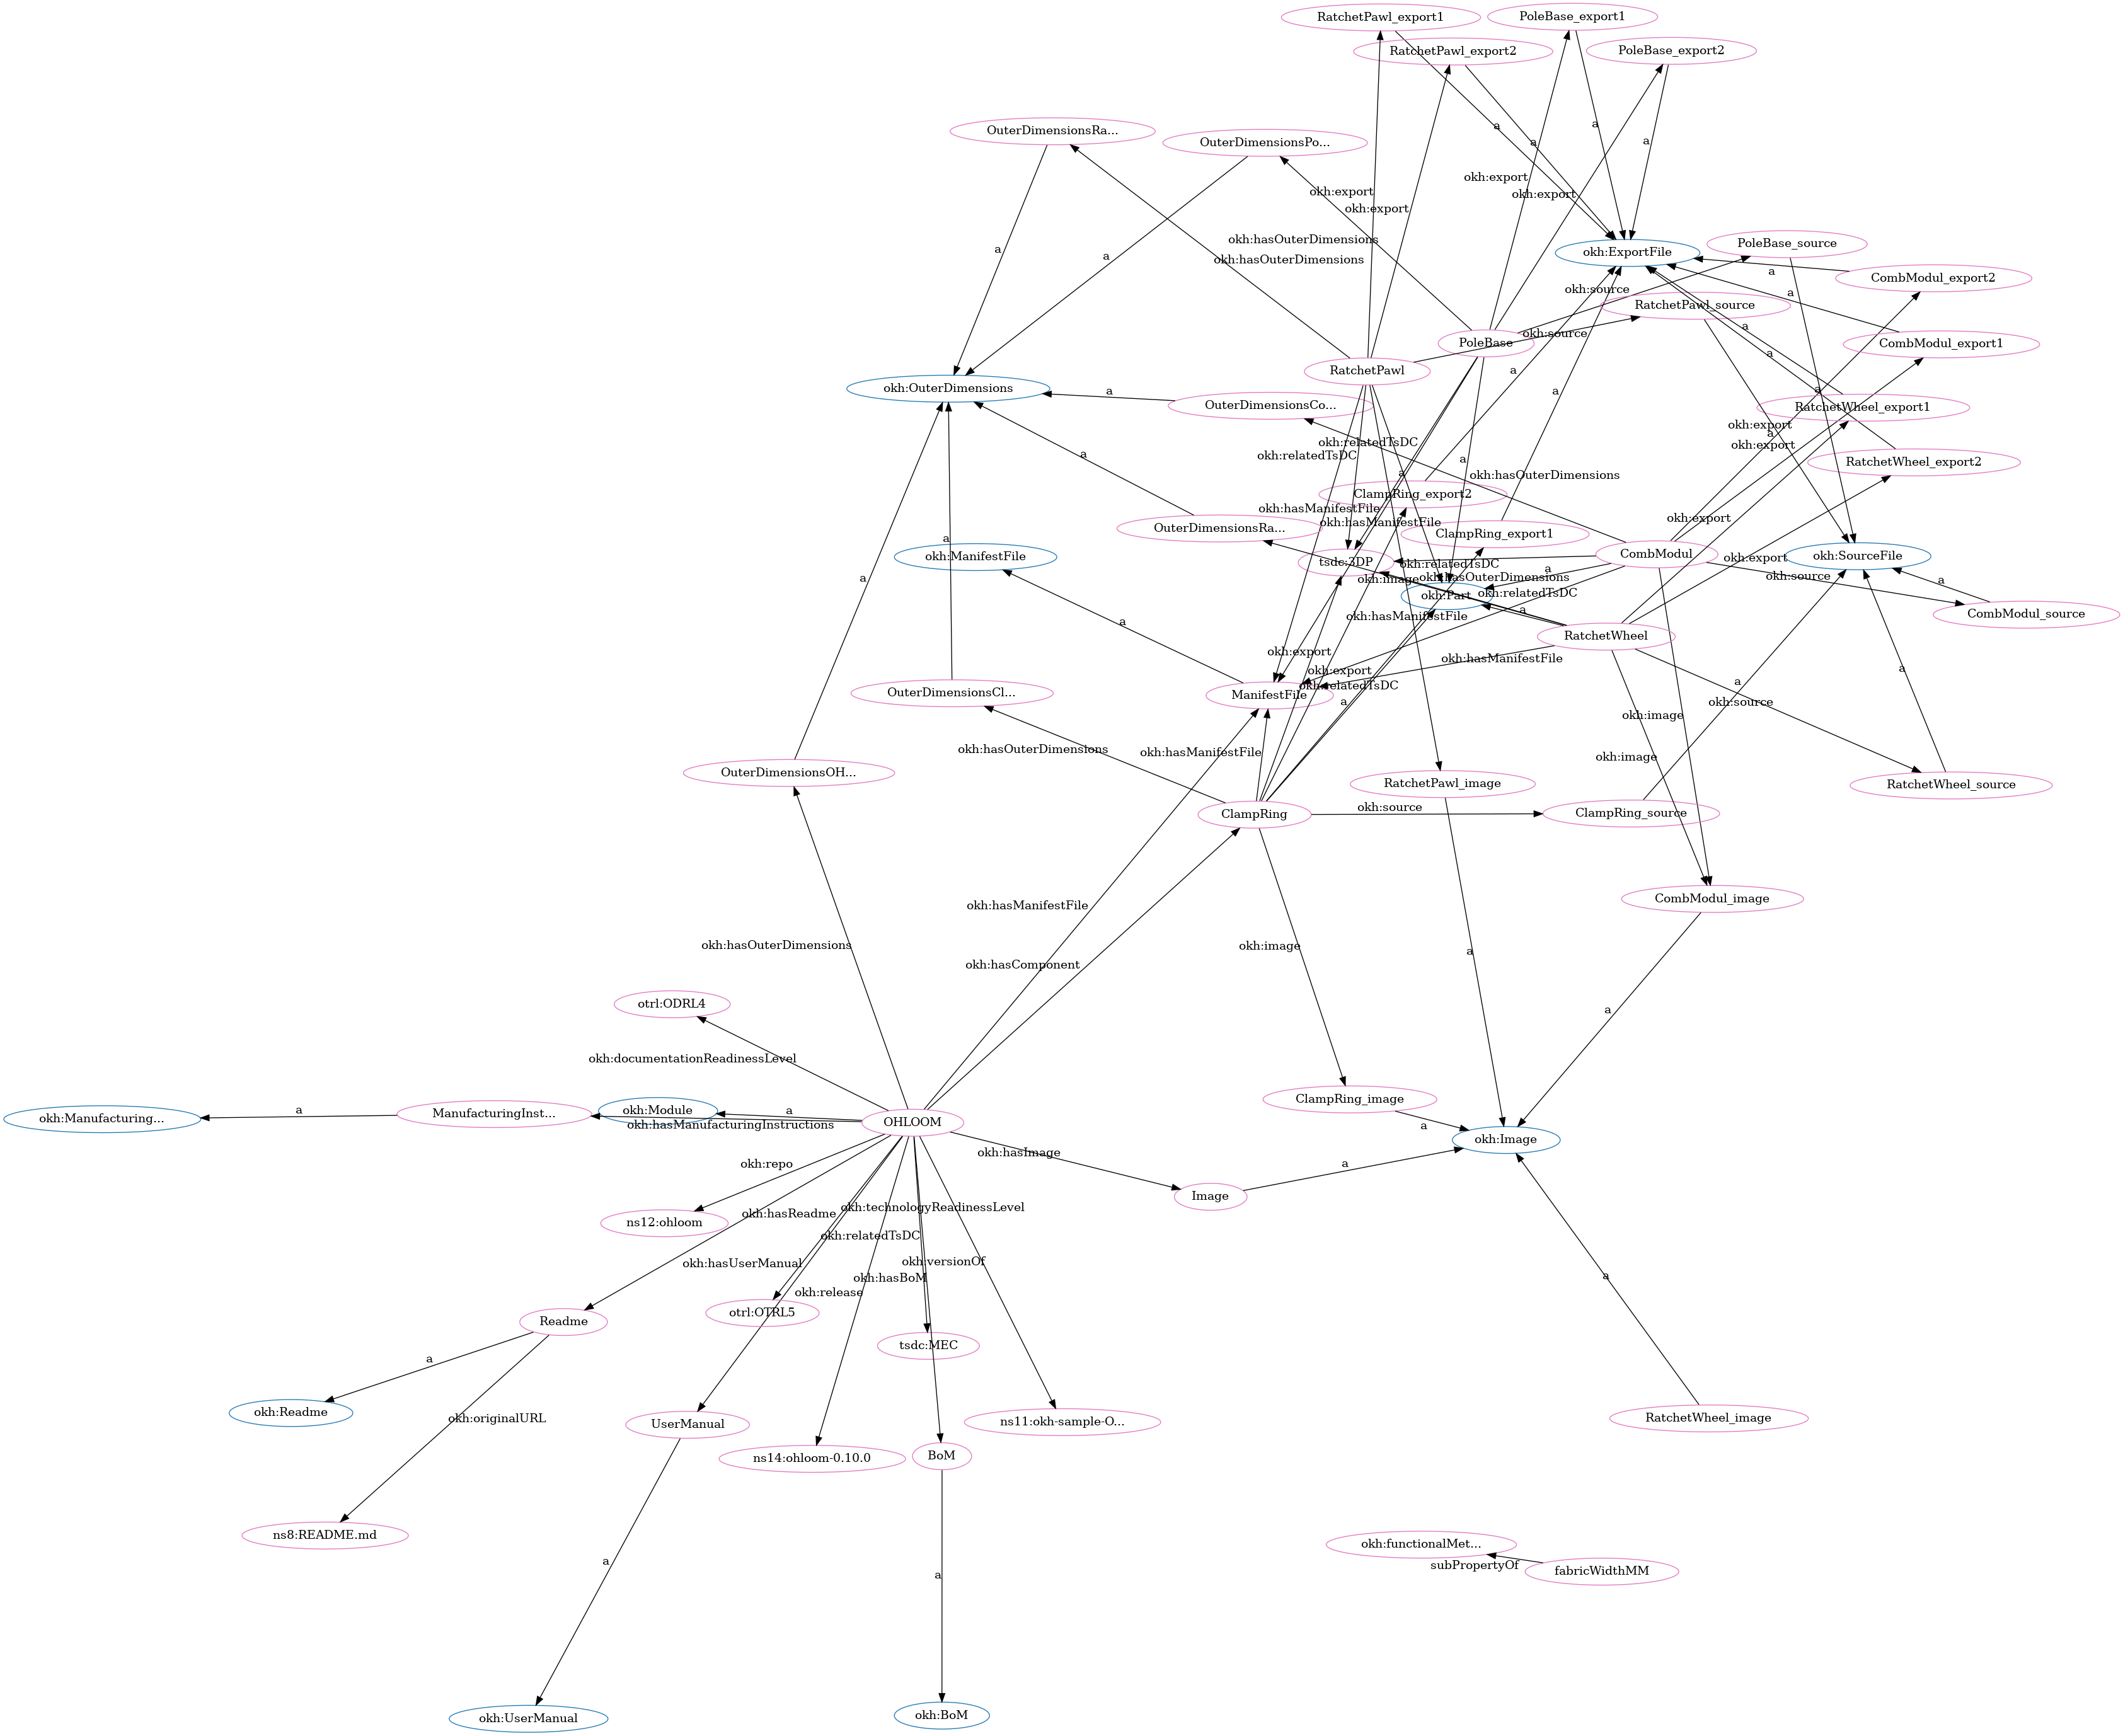 RatchetPawl_export1
PoleBase_export1
RatchetPawl_export2
PoleBase_export2
a
a
OuterDimensionsRa...
OuterDimensionsPo...
a
a
okh:export
okh:export
okh:export
okh:export
okh:hasOuterDimensions
okh:hasOuterDimensions
a
a
okh:ExportFile
PoleBase_source
a
CombModul_export2
okh:source
a
RatchetPawl_source
okh:source
a
PoleBase
CombModul_export1
a
RatchetPawl
a
okh:OuterDimensions
a
a
a
OuterDimensionsCo...
RatchetWheel_export1
okh:export
a
okh:export
okh:relatedTsDC
okh:relatedTsDC
a
a
a
okh:hasOuterDimensions
RatchetWheel_export2
ClampRing_export2
okh:hasManifestFile
okh:hasManifestFile
okh:export
OuterDimensionsRa...
ClampRing_export1
a
okh:ManifestFile
tsdc:3DP
okh:relatedTsDC
CombModul
okh:export
okh:SourceFile
a
okh:image
okh:hasOuterDimensions
a
okh:source
a
okh:Part
okh:relatedTsDC
a
CombModul_source
a
okh:hasManifestFile
RatchetWheel
okh:export
okh:hasManifestFile
okh:export
a
okh:relatedTsDC
a
OuterDimensionsCl...
ManifestFile
a
okh:source
okh:image
okh:hasOuterDimensions
okh:hasManifestFile
okh:image
OuterDimensionsOH...
RatchetPawl_image
RatchetWheel_source
okh:source
ClampRing
ClampRing_source
CombModul_image
okh:hasManifestFile
okh:hasOuterDimensions
okh:image
a
okh:hasComponent
otrl:ODRL4
a
okh:documentationReadinessLevel
ClampRing_image
okh:Manufacturing...
a
ManufacturingInst...
okh:Module
a
OHLOOM
okh:hasManufacturingInstructions
a
okh:Image
okh:hasImage
okh:repo
a
Image
okh:technologyReadinessLevel
okh:hasReadme
ns12:ohloom
okh:relatedTsDC
okh:hasUserManual
okh:versionOf
okh:hasBoM
a
okh:release
otrl:OTRL5
Readme
tsdc:MEC
a
okh:Readme
okh:originalURL
UserManual
ns11:okh-sample-O...
RatchetWheel_image
ns14:ohloom-0.10.0
BoM
ns8:README.md
okh:functionalMet...
a
subPropertyOf
fabricWidthMM
a
okh:UserManual
okh:BoM